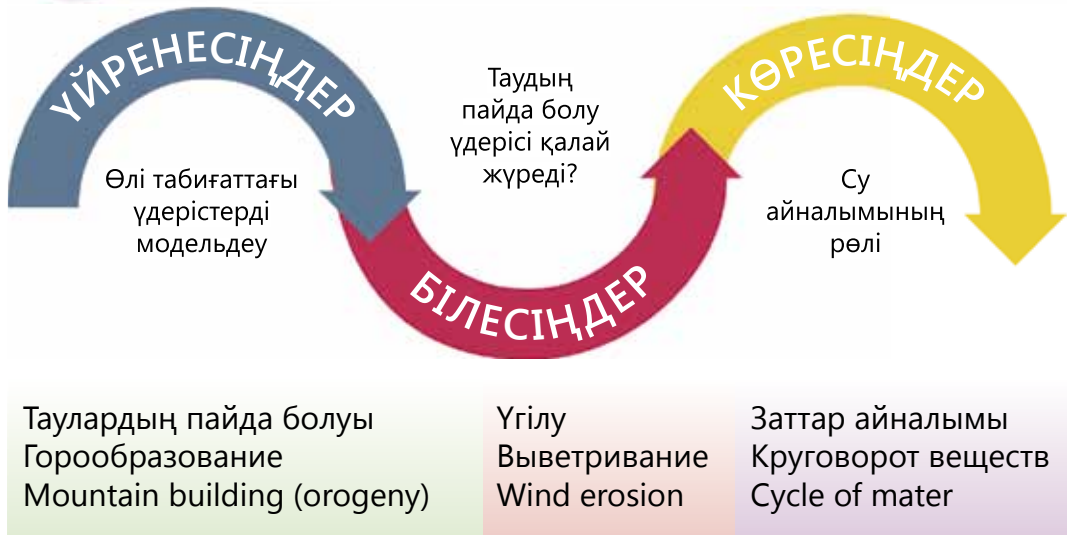 ҮЙРЕНЕСІҢДЕР
Өлі табиғаттағы
үдерістерді
модельдеу
Таудың
пайда болу
үдерісі қалай
жүреді?
БІЛЕСІҢДЕР
КӨРЕСІҢДЕР
Су
айналымының
рөлі
Таулардың пайда болуы
Горообразование
Mountain building (orogeny)
Үгілу
Выветривание
Wind erosion
Заттар айналымы
Круговорот веществ
Cycle of mater